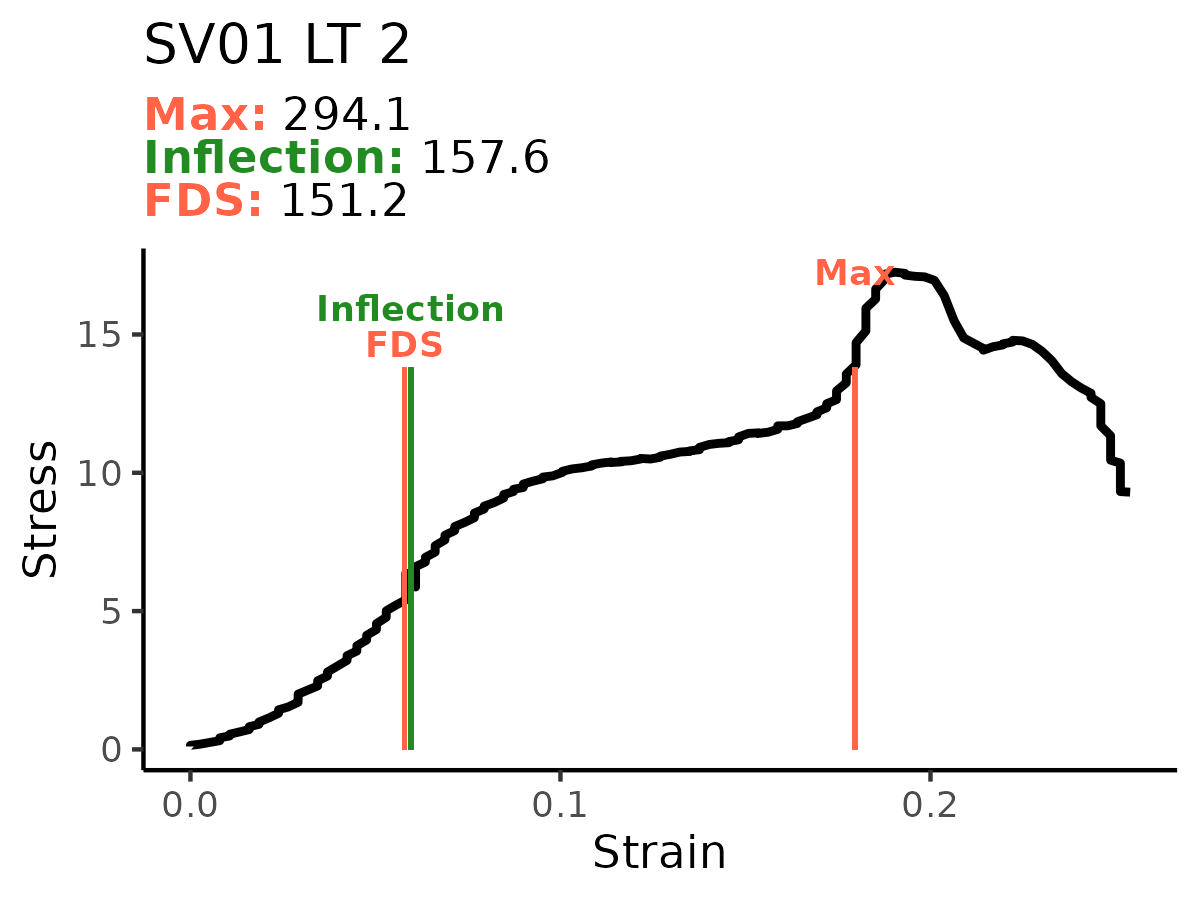 SV01 LT 2
Max: 294.1
Inflection: 157.6
FDS: 151.2
Max
Inflection
FDS
15
10
5
0
Stress
0.0 0.1 0.2
Strain